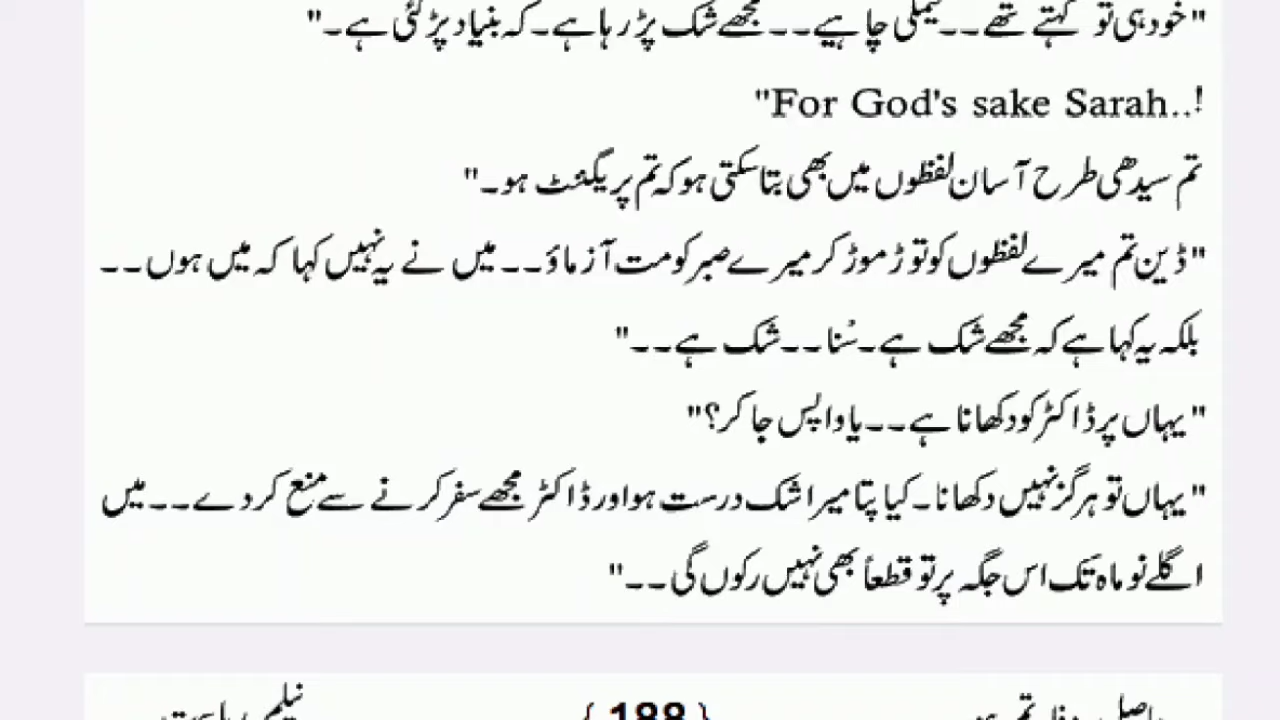 "خود ہی تو کہتے تھے۔۔ فیملی چاہیے۔۔ مجھے شک پڑ رہا ہے۔ کہ بنیاد پڑ گئی ہے۔"
"For God's sake Sarah..!
تم سیدھی طرح آسان لفظوں میں بھی بتا سکتی ہو کہ تم پریگننٹ ہو۔"
"ڈین تم میرے لفظوں کو توڑ موڑ کر میرے صبر کو مت آزماؤ۔۔ میں نے یہ نہیں کہا کہ میں ہوں۔۔
بلکہ یہ کہا ہے کہ مجھے شک ہے۔ سُنا۔۔ شک ہے۔۔"
"یہاں پر ڈاکٹر کو دکھانا ہے۔۔ یا واپس جا کر؟"
"یہاں تو ہرگز نہیں دکھانا۔ کیا پتا میرا شک درست ہو اور ڈاکٹر مجھے سفر کرنے سے منع کر دے۔۔ میں
اگلے نو ماہ تک اس جگہ پر تو قطعاً بھی نہیں رکوں گی۔۔"
{ 188 }